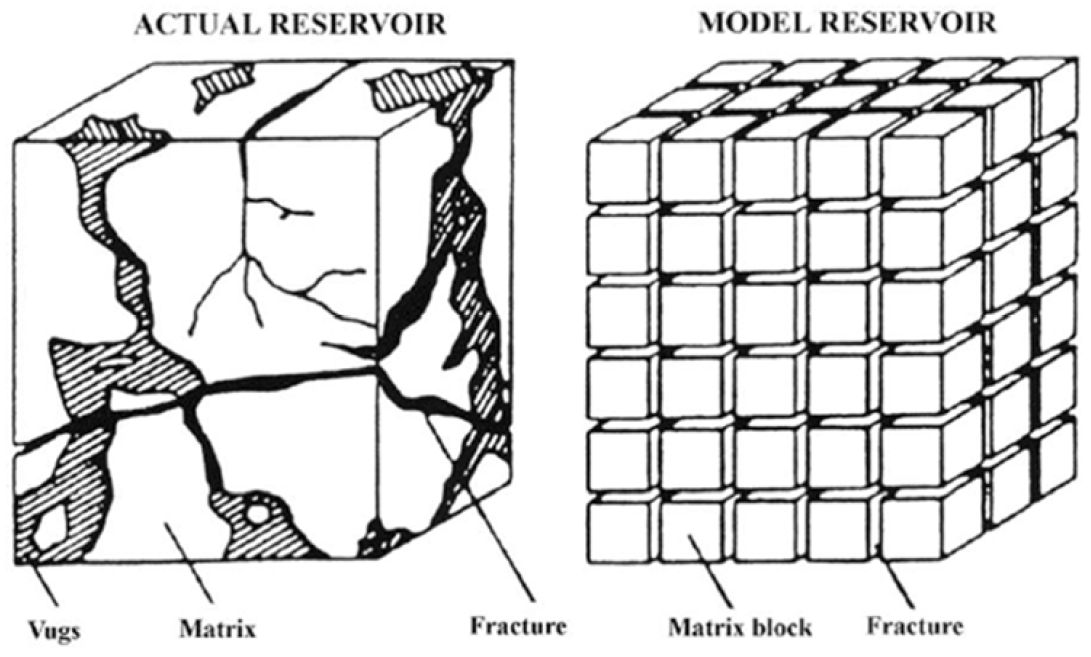 ACTUAL RESERVOIR
MODEL RESERVOIR
Vugs
Matrix
Fracture
Matrix block
Fracture